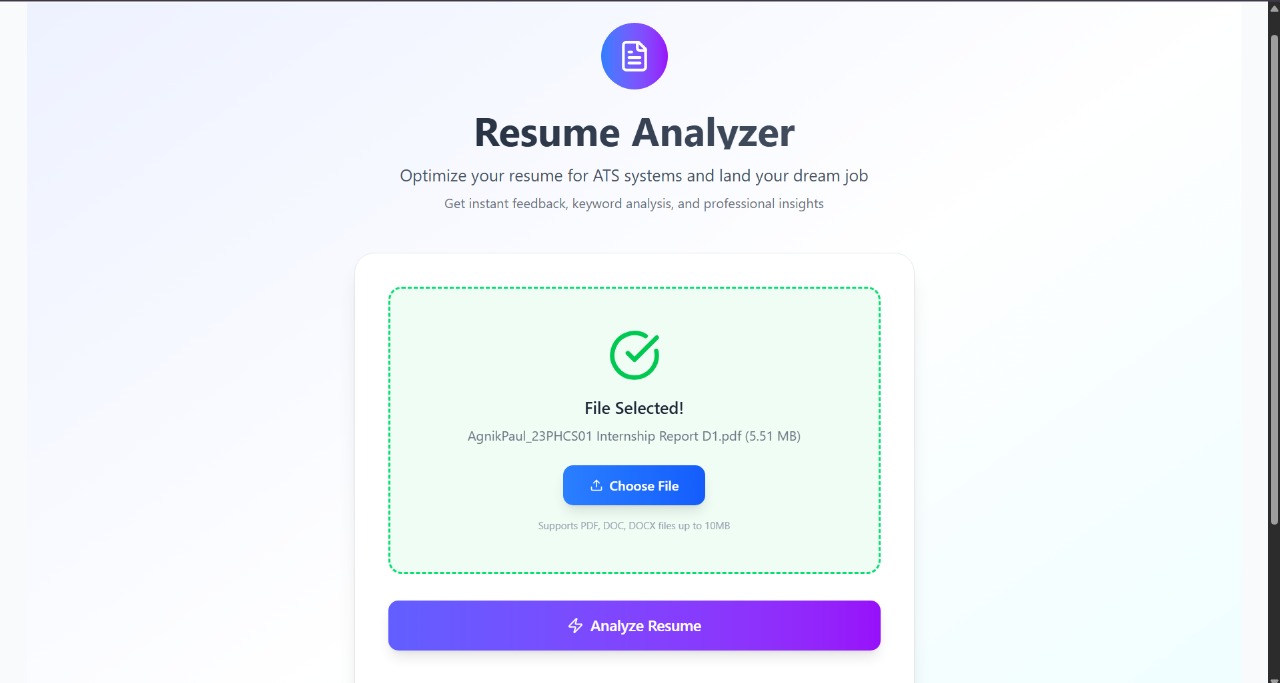 Resume Analyzer
Optimize your resume for ATS systems and land your dream job
Get instant feedback, keyword analysis, and professional insights
File Selected!
AgnikPaul_23PHCS01 Internship Report D1.pdf (5.51 MB)
Choose File
Supports PDF, DOC, DOCX files up to 10MB
Analyze Resume